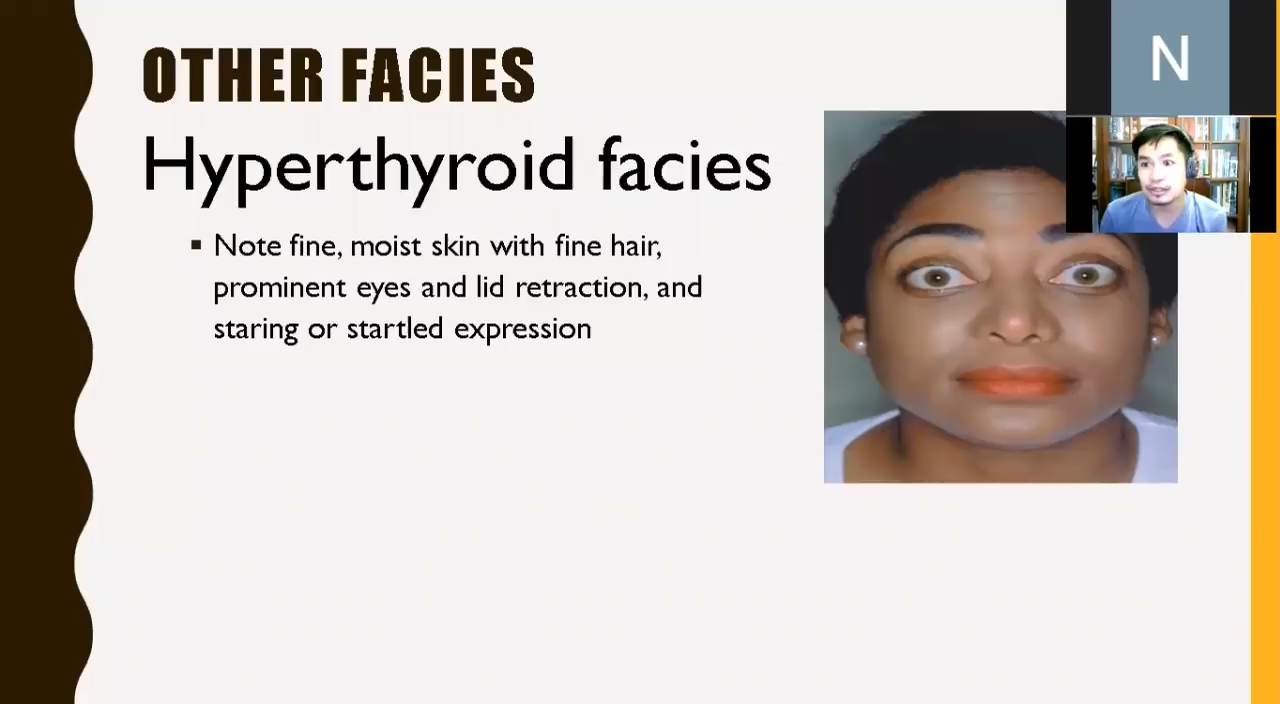 OTHER FACIES
Hyperthyroid facies
▪ Note fine, moist skin with fine hair,
prominent eyes and lid retraction, and
staring or startled expression
N